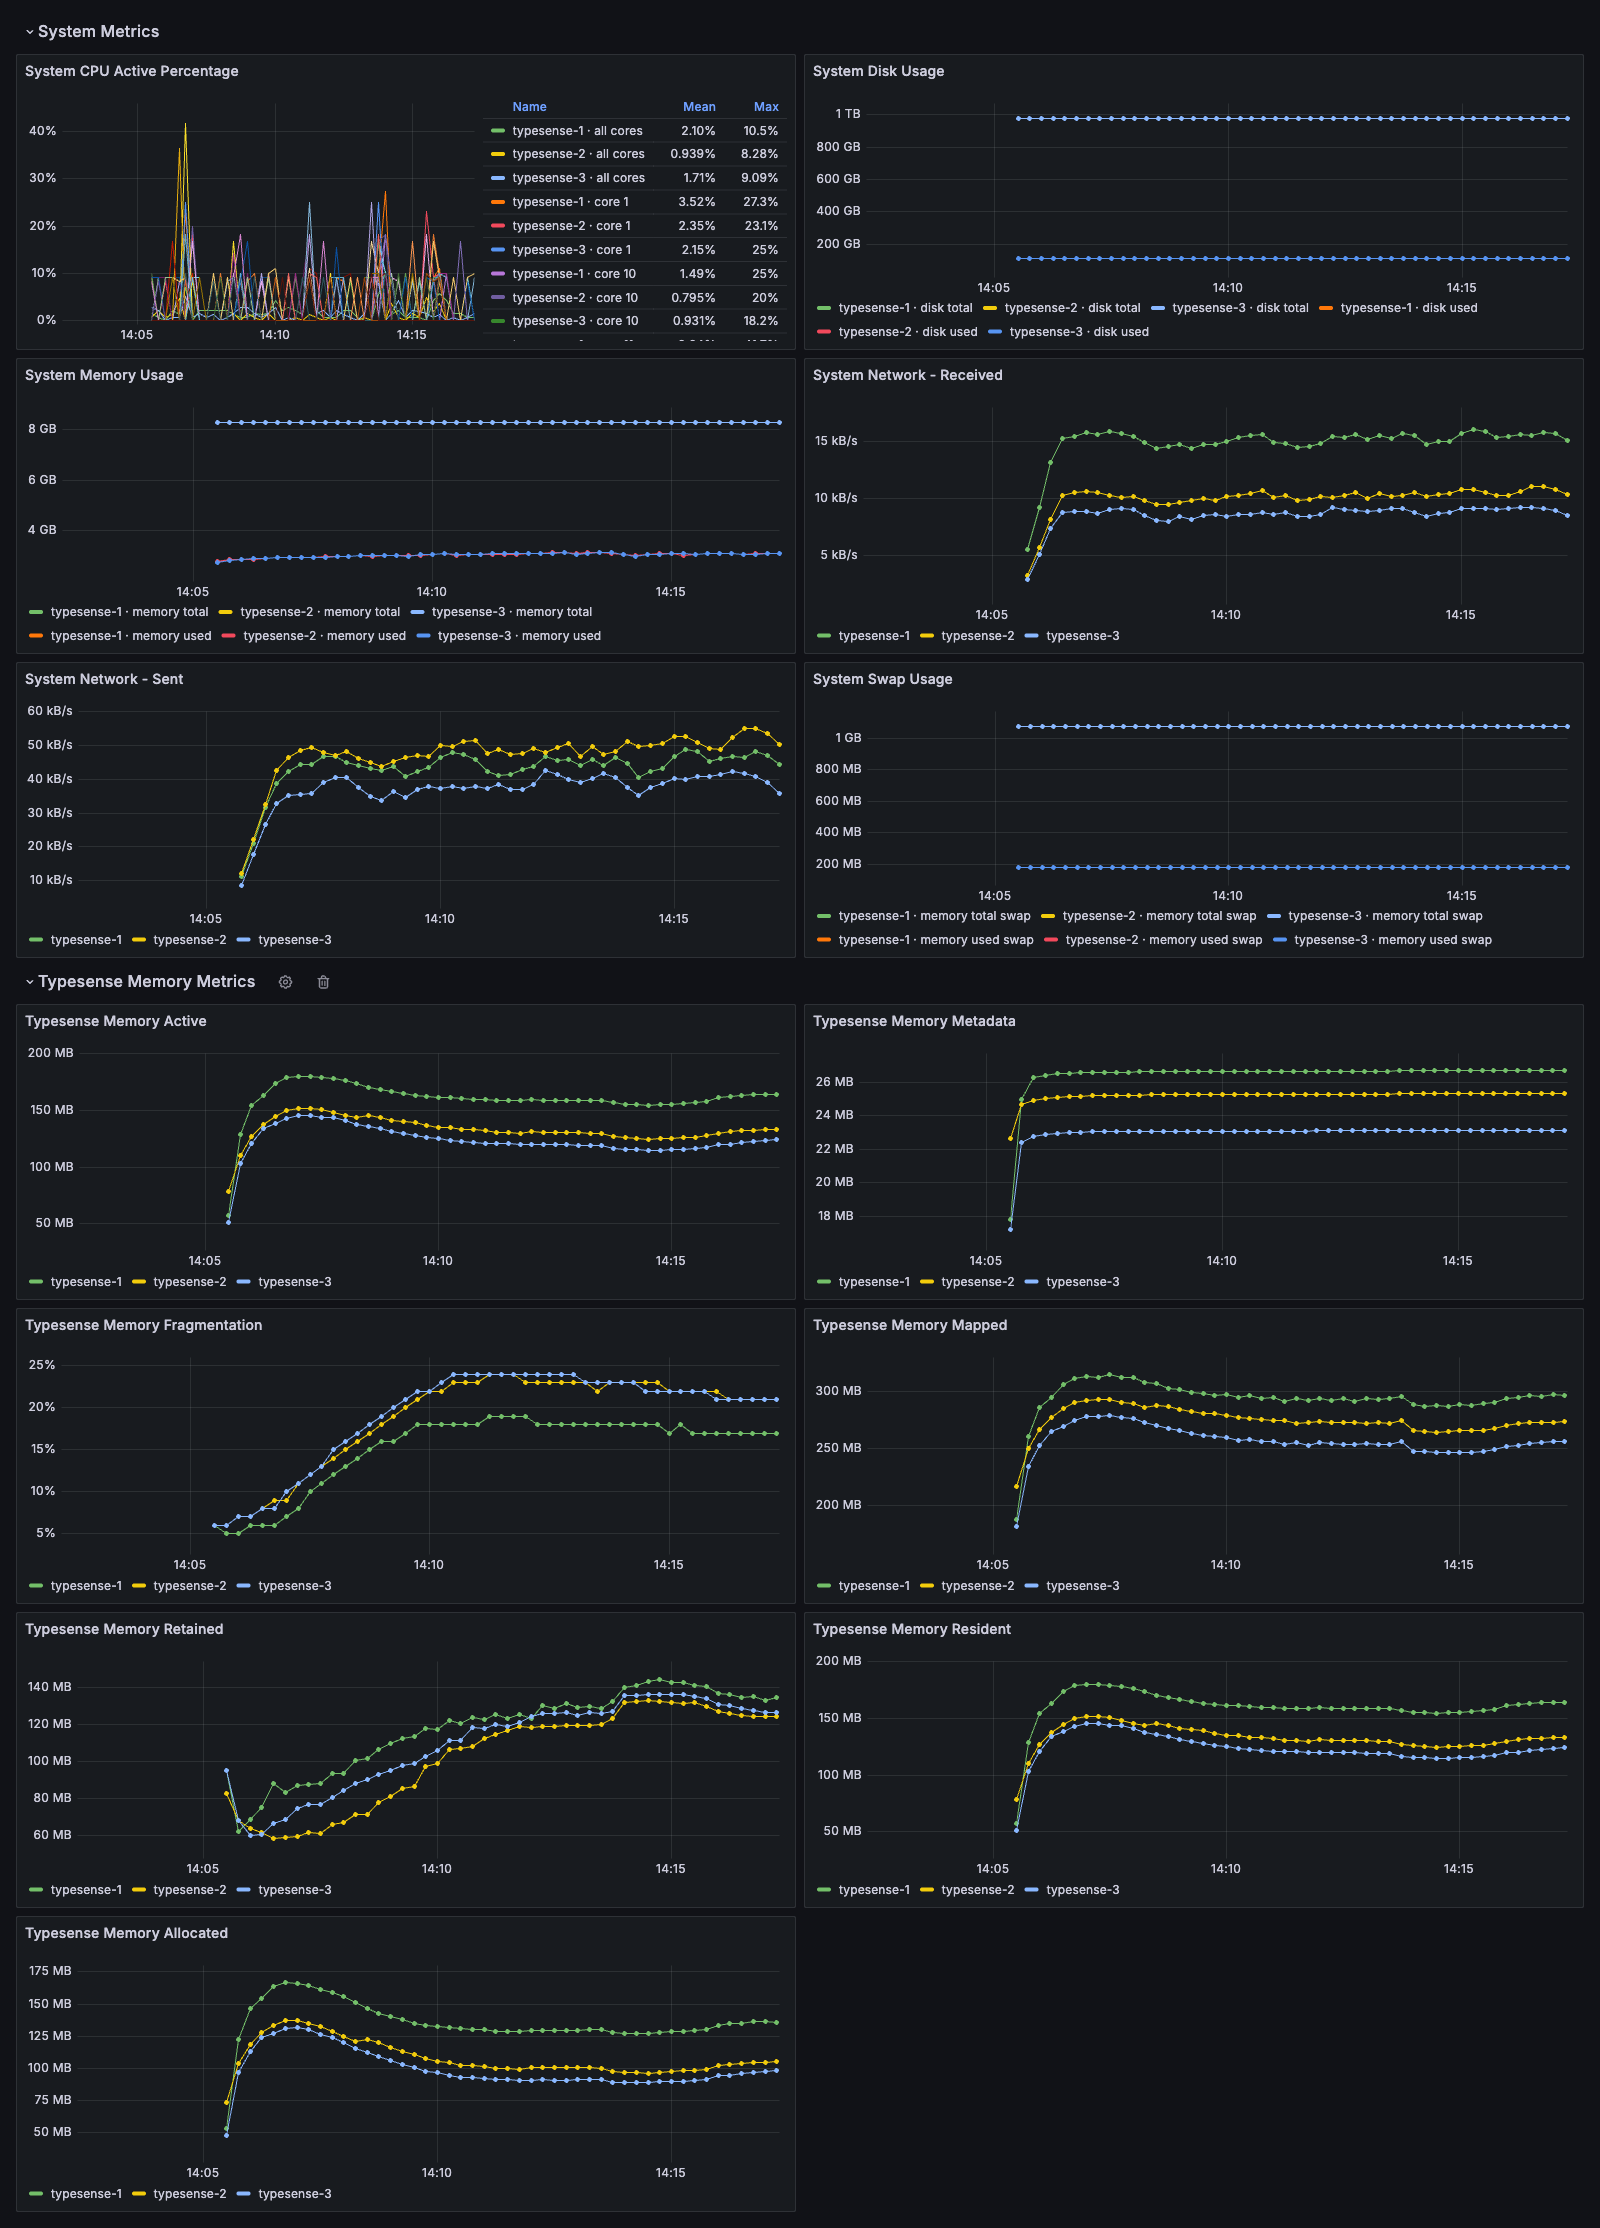 System Metrics
System CPU Active Percentage
40%
30%
20%
10%
0%
14:05 14:10 14:15
Name Mean Max
typesense-1 · all cores 2.10% 10.5%
typesense-2 · all cores 0.939% 8.28%
typesense-3 · all cores 1.71% 9.09%
typesense-1 · core 1 3.52% 27.3%
typesense-2 · core 1 2.35% 23.1%
typesense-3 · core 1 2.15% 25%
typesense-1 · core 10 1.49% 25%
typesense-2 · core 10 0.795% 20%
typesense-3 · core 10 0.931% 18.2%
System Disk Usage
1 TB
800 GB
600 GB
400 GB
200 GB
14:05 14:10 14:15
typesense-1 · disk total typesense-2 · disk total typesense-3 · disk total typesense-1 · disk used
typesense-2 · disk used typesense-3 · disk used
System Memory Usage
8 GB
6 GB
4 GB
14:05 14:10 14:15
typesense-1 · memory total typesense-2 · memory total typesense-3 · memory total
typesense-1 · memory used typesense-2 · memory used typesense-3 · memory used
System Network - Received
15 kB/s
10 kB/s
5 kB/s
14:05 14:10 14:15
typesense-1 typesense-2 typesense-3
System Network - Sent
60 kB/s
50 kB/s
40 kB/s
30 kB/s
20 kB/s
10 kB/s
14:05 14:10 14:15
typesense-1 typesense-2 typesense-3
System Swap Usage
1 GB
800 MB
600 MB
400 MB
200 MB
14:05 14:10 14:15
typesense-1 · memory total swap typesense-2 · memory total swap typesense-3 · memory total swap
typesense-1 · memory used swap typesense-2 · memory used swap typesense-3 · memory used swap
Typesense Memory Metrics
Typesense Memory Active
200 MB
150 MB
100 MB
50 MB
14:05 14:10 14:15
typesense-1 typesense-2 typesense-3
Typesense Memory Metadata
26 MB
24 MB
22 MB
20 MB
18 MB
14:05 14:10 14:15
typesense-1 typesense-2 typesense-3
Typesense Memory Fragmentation
25%
20%
15%
10%
5%
14:05 14:10 14:15
typesense-1 typesense-2 typesense-3
Typesense Memory Mapped
300 MB
250 MB
200 MB
14:05 14:10 14:15
typesense-1 typesense-2 typesense-3
Typesense Memory Retained
140 MB
120 MB
100 MB
80 MB
60 MB
14:05 14:10 14:15
typesense-1 typesense-2 typesense-3
Typesense Memory Resident
200 MB
150 MB
100 MB
50 MB
14:05 14:10 14:15
typesense-1 typesense-2 typesense-3
Typesense Memory Allocated
175 MB
150 MB
125 MB
100 MB
75 MB
50 MB
14:05 14:10 14:15
typesense-1 typesense-2 typesense-3